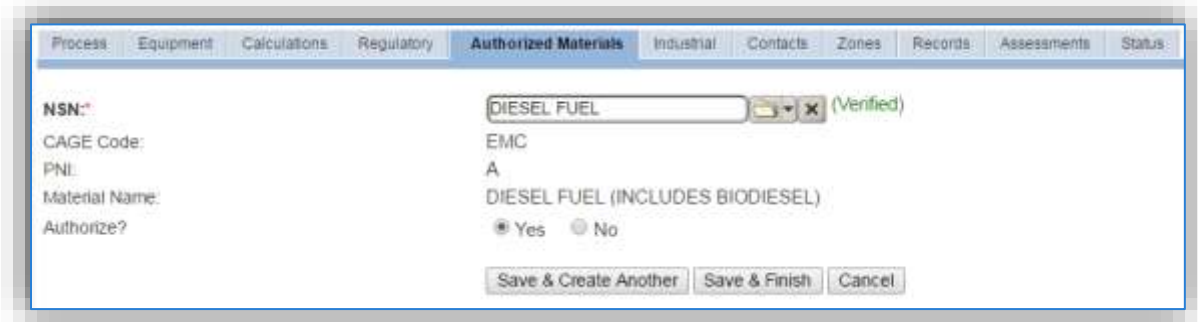 Process Equipment Calculations Regulatory Authorized Materials Industrial Contacts Zones Records Assessments Status
NSN:* DIESEL FUEL (Verified)
CAGE Code: EMC
PNI: A
Material Name: DIESEL FUEL (INCLUDES BIODIESEL)
Authorize? Yes No
Save & Create Another Save & Finish Cancel